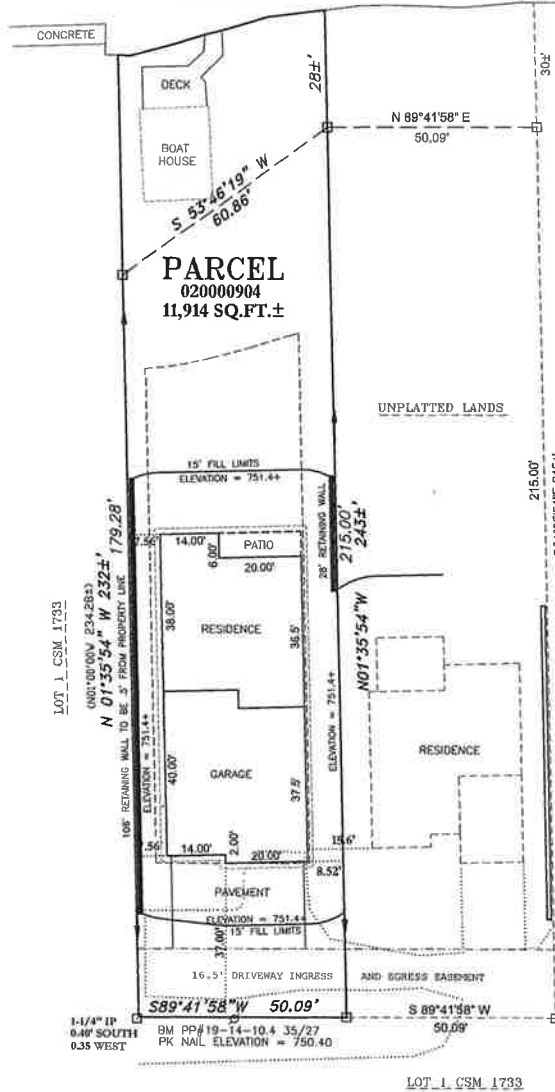 CONCRETE
DECK
28±'
30±'
N 89°41'58" E
50.09'
BOAT
HOUSE
S 53°46'19" W
60.86'
PARCEL
020000904
11,914 SQ.FT.±
UNPLATTED LANDS
15' FILL LIMITS
ELEVATION = 751.4±
179.28'
N 01°35'54" W 232±'
(N01°00'00W 234.28±)
106' RETAINING WALL TO BE .5' FROM PROPERTY LINE
ELEVATION = 751.4±
LOT 1 CSM 1733
7.56'
14.00'
6.00'
PATIO
20.00'
28' RETAINING WALL
215.00'
243±'
N01°35'54"W
215.00'
38.00'
RESIDENCE
36.5'
ELEVATION = 751.4±
RESIDENCE
40.00'
GARAGE
37.5'
.56'
14.00'
2.00'
20.00'
15.6'
8.52'
PAVEMENT
ELEVATION = 751.4±
15' FILL LIMITS
37.00'
16.5' DRIVEWAY INGRESS AND EGRESS EASEMENT
S89°41'58"W 50.09'
S 89°41'58" W
50.09'
1-1/4" IP
0.40' SOUTH
0.35 WEST
BM PP#19-14-10.4 35/27
PK NAIL ELEVATION = 750.40
LOT 1 CSM 1733